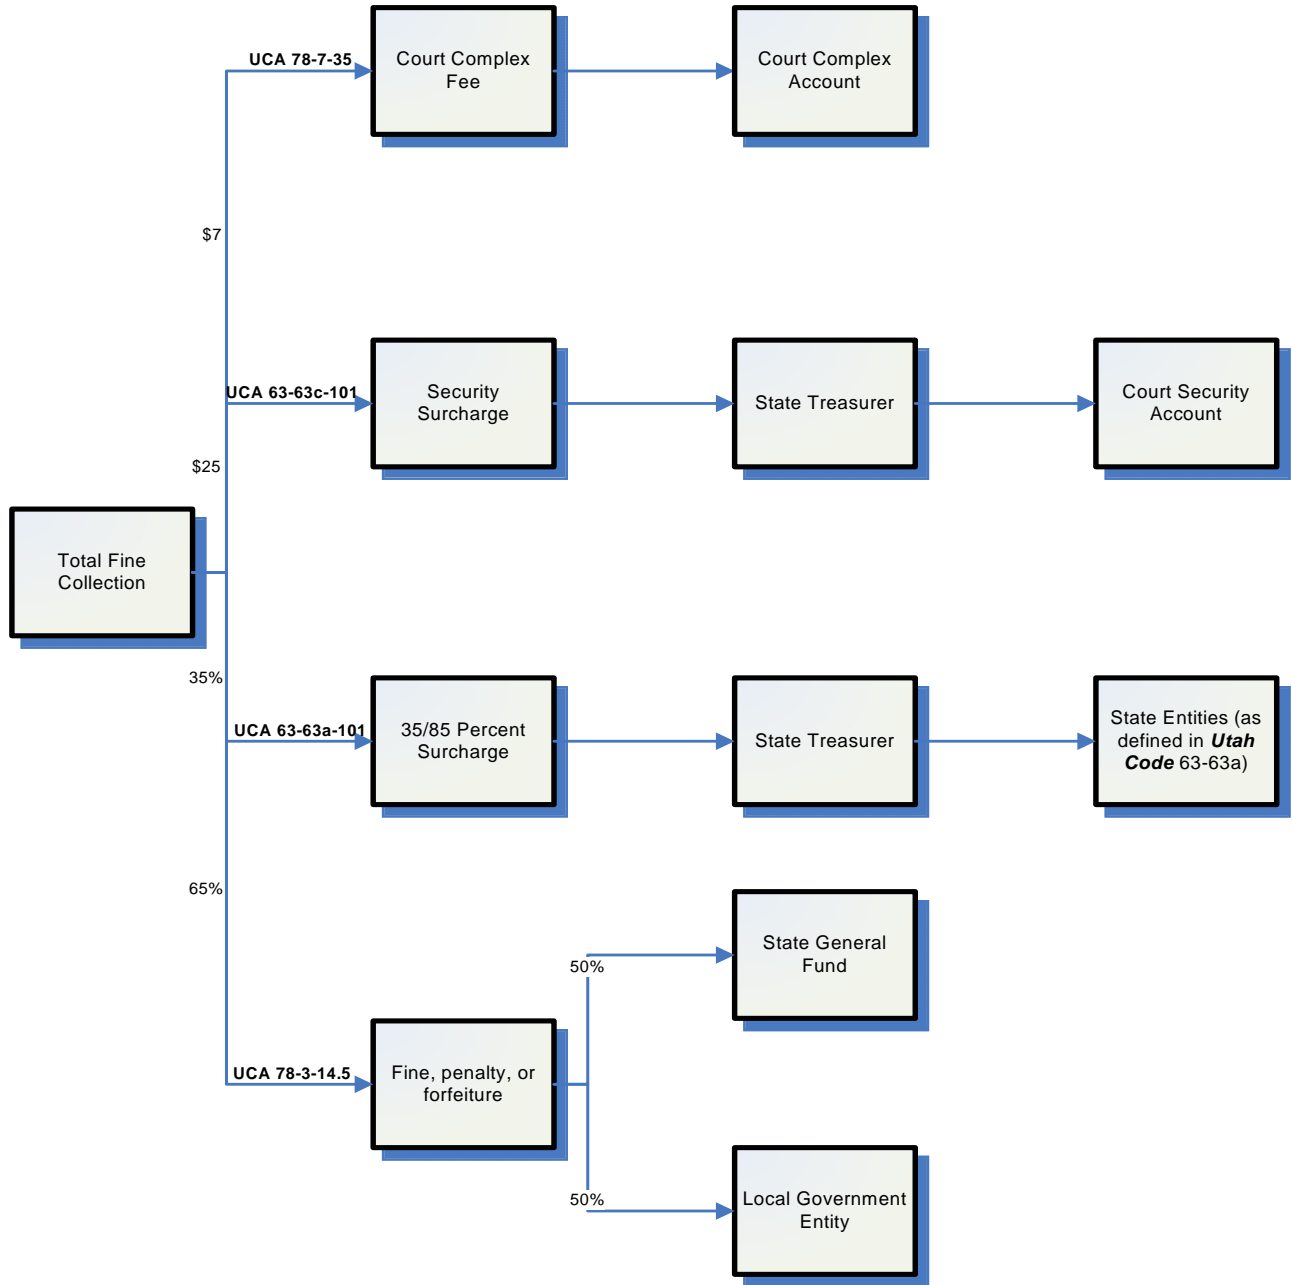 UCA 78-7-35
Court Complex
Fee
Court Complex
Account
$7
UCA 63-63c-101
Security
Surcharge
State Treasurer
Court Security
Account
$25
Total Fine
Collection
35%
UCA 63-63a-101
35/85 Percent
Surcharge
State Treasurer
State Entities (as
defined in Utah
Code 63-63a)
65%
State General
Fund
50%
UCA 78-3-14.5
Fine, penalty, or
forfeiture
50%
Local Government
Entity